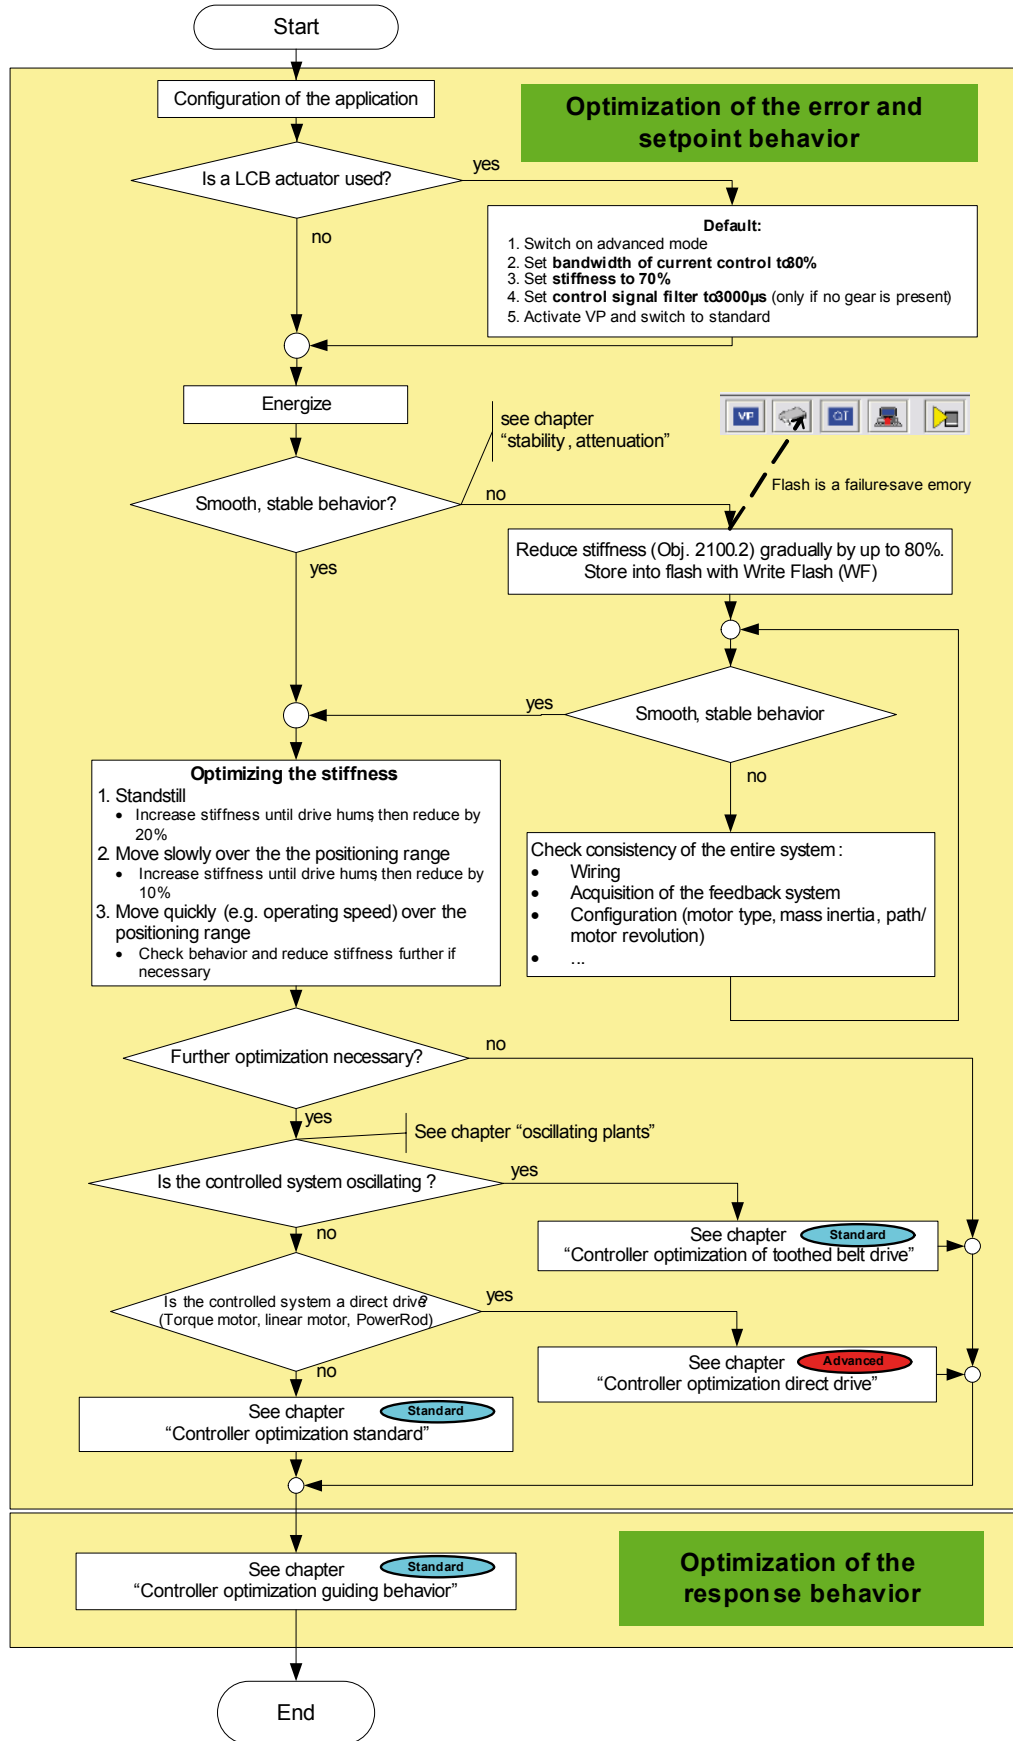 Start
Configuration of the application
Optimization of the error and
setpoint behavior
Is a LCB actuator used?
yes
no
Default:
1. Switch on advanced mode
2. Set bandwidth of current control to80%
3. Set stiffness to 70%
4. Set control signal filter to3000µs (only if no gear is present)
5. Activate VP and switch to standard
Energize
see chapter
“stability, attenuation”
VP
QT
Flash is a failure-save emory
Smooth, stable behavior?
no
yes
Reduce stiffness (Obj. 2100.2) gradually by up to 80%.
Store into flash with Write Flash (WF)
Smooth, stable behavior
yes
no
Optimizing the stiffness
1. Standstill
• Increase stiffness until drive hums, then reduce by
20%
2. Move slowly over the the positioning range
• Increase stiffness until drive hums, then reduce by
10%
3. Move quickly (e.g. operating speed) over the
positioning range
• Check behavior and reduce stiffness further if
necessary
Check consistency of the entire system :
• Wiring
• Acquisition of the feedback system
• Configuration (motor type, mass inertia, path/
motor revolution)
• ...
Further optimization necessary?
no
yes
See chapter “oscillating plants”
Is the controlled system oscillating ?
yes
no
See chapter Standard
“Controller optimization of toothed belt drive”
Is the controlled system a direct drive?
(Torque motor, linear motor, PowerRod)
yes
no
See chapter Advanced
“Controller optimization direct drive”
See chapter Standard
“Controller optimization standard”
See chapter Standard
“Controller optimization guiding behavior”
Optimization of the
response behavior
End